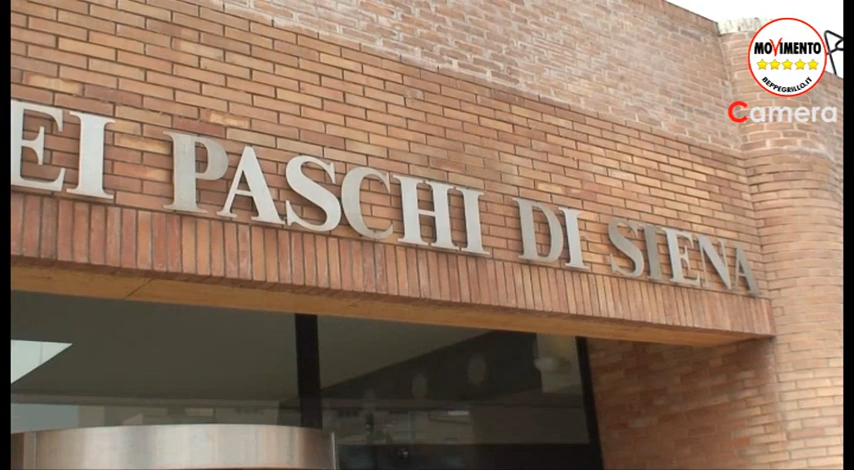 MOVIMENTO
BEPPEGRILLO.IT
Camera
EI PASCHI DI SIENA